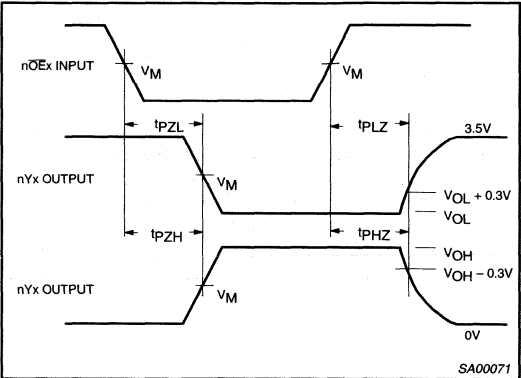 nOEx INPUT
VM
VM
tPZL
tPLZ
3.5V
nYx OUTPUT
VM
VOL + 0.3V
VOL
tPZH
tPHZ
VOH
VOH – 0.3V
nYx OUTPUT
VM
0V
SA00071